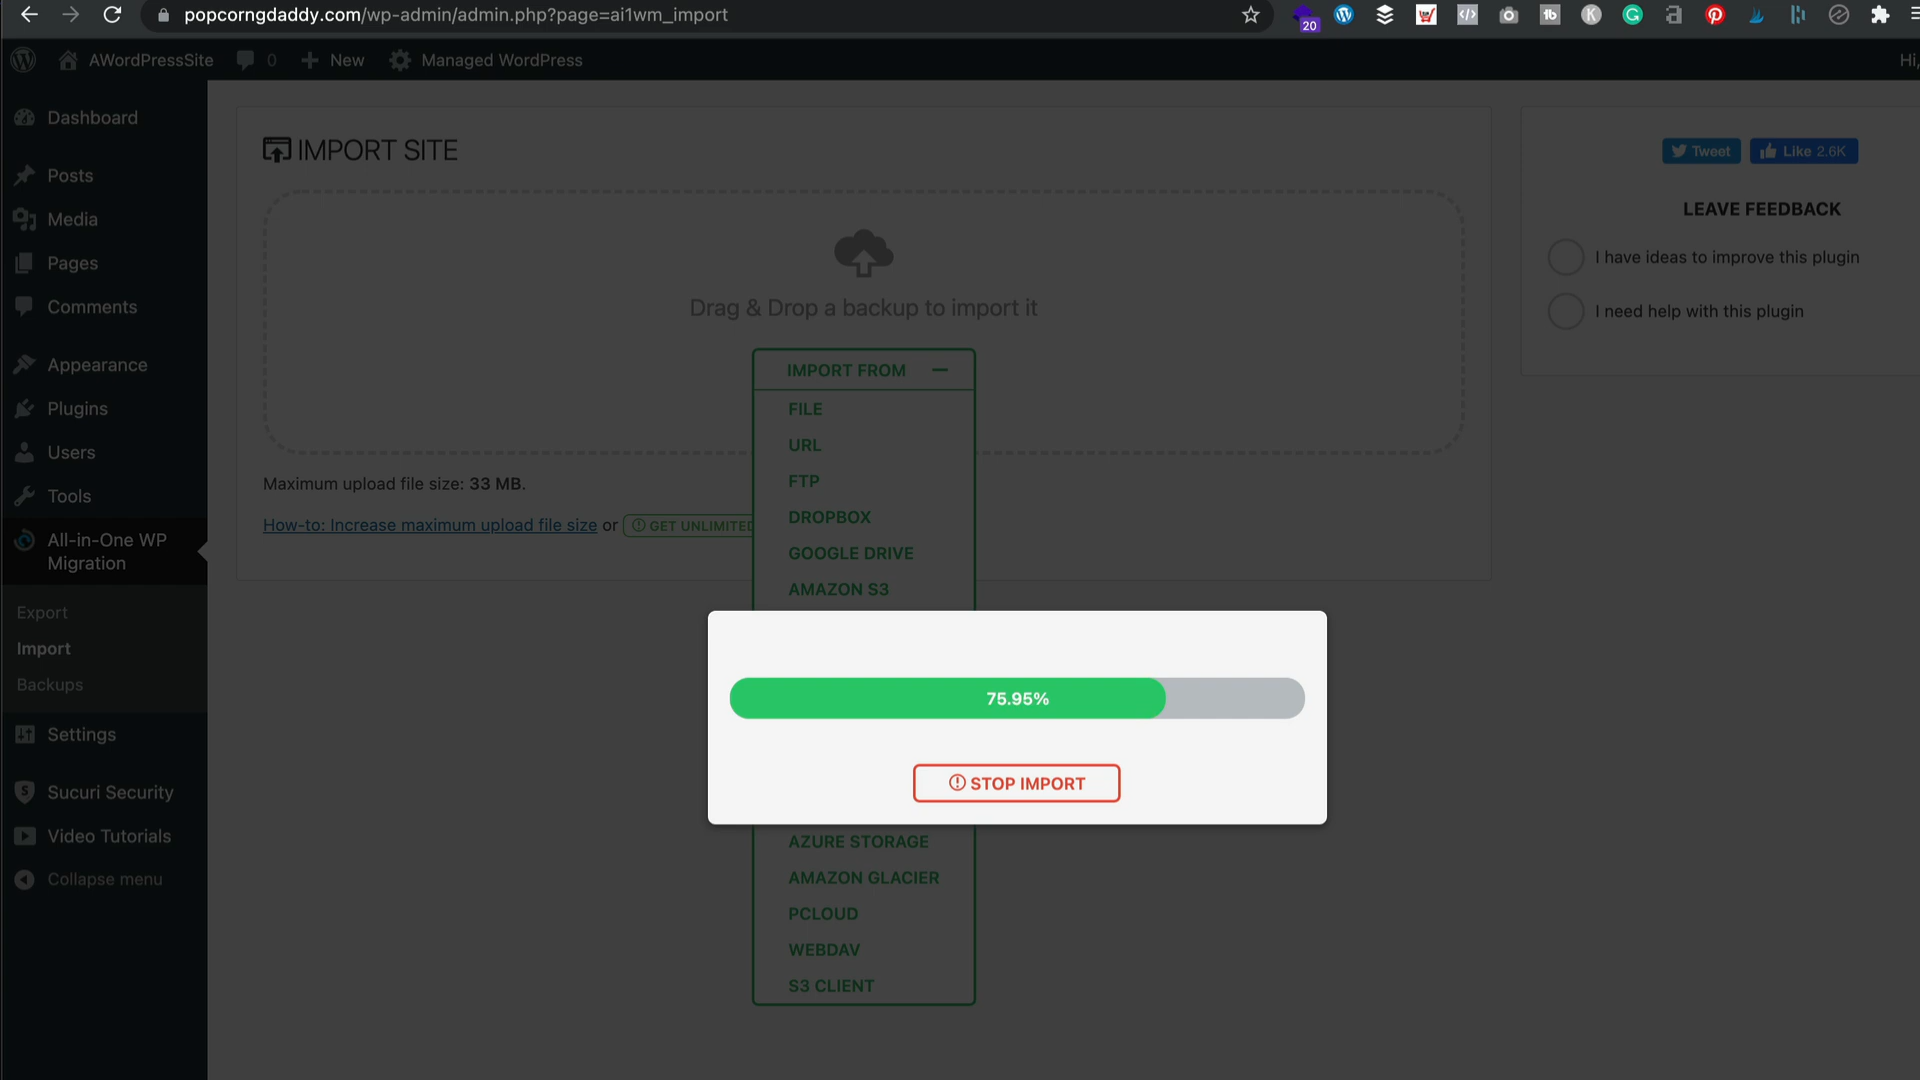 popcorngdaddy.com/wp-admin/admin.php?page=ai1wm_import
20
AWordPressSite
0
New
Managed WordPress
Hi,
Dashboard
Posts
Media
Pages
Comments
Appearance
Plugins
Users
Tools
All-in-One WP
Migration
Export
Import
Backups
Settings
Sucuri Security
Video Tutorials
Collapse menu
IMPORT SITE
Drag & Drop a backup to import it
IMPORT FROM
FILE
URL
FTP
DROPBOX
GOOGLE DRIVE
AMAZON S3
Maximum upload file size: 33 MB.
How-to: Increase maximum upload file size or GET UNLIMITED
75.95%
STOP IMPORT
AZURE STORAGE
AMAZON GLACIER
PCLOUD
WEBDAV
S3 CLIENT
Tweet
Like 2.6K
LEAVE FEEDBACK
I have ideas to improve this plugin
I need help with this plugin